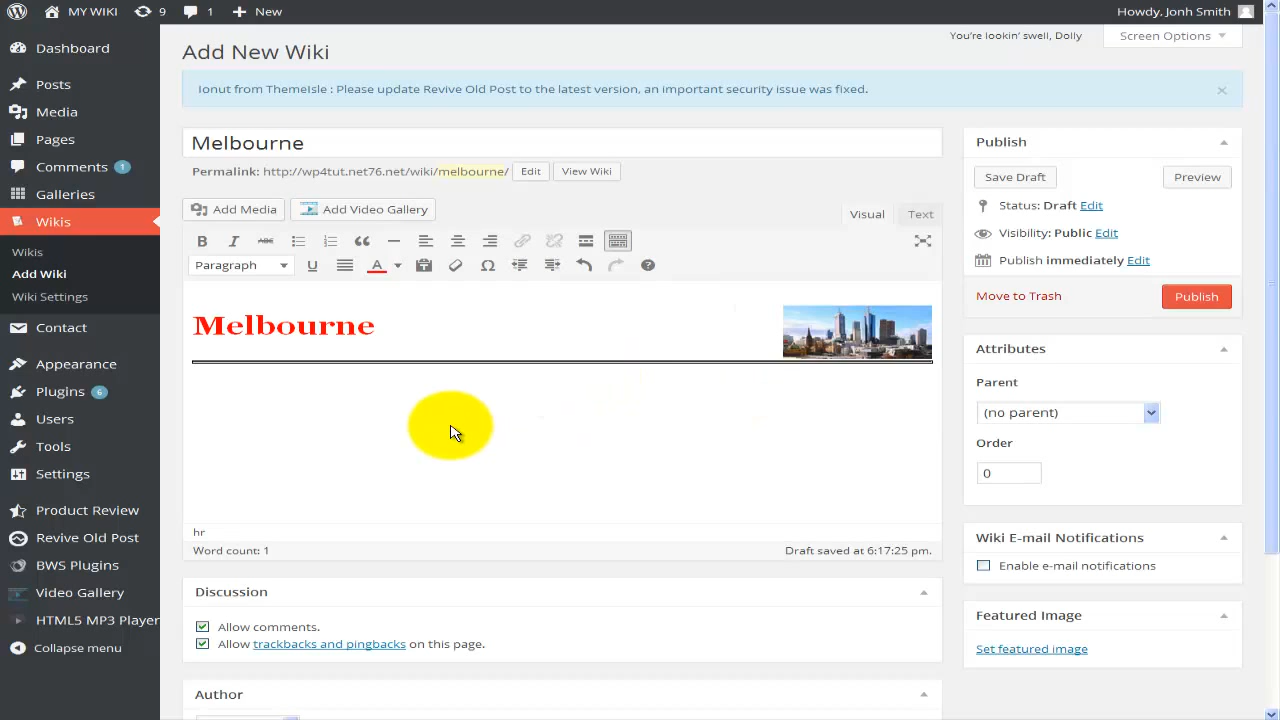 MY WIKI 9 1 New Howdy, Jonh Smith
You're lookin' swell, Dolly Screen Options
Add New Wiki
Ionut from ThemeIsle : Please update Revive Old Post to the latest version, an important security issue was fixed.
Dashboard
Posts
Media
Pages
Comments 1
Galleries
Wikis
Wikis
Add Wiki
Wiki Settings
Contact
Appearance
Plugins 6
Users
Tools
Settings
Product Review
Revive Old Post
BWS Plugins
Video Gallery
HTML5 MP3 Player
Collapse menu
Melbourne
Permalink: http://wp4tut.net76.net/wiki/melbourne/ Edit View Wiki
Add Media Add Video Gallery Visual Text
B I ABC
Paragraph U A
Melbourne
hr
Word count: 1 Draft saved at 6:17:25 pm.
Discussion
Allow comments.
Allow trackbacks and pingbacks on this page.
Author
Publish
Save Draft Preview
Status: Draft Edit
Visibility: Public Edit
Publish immediately Edit
Move to Trash Publish
Attributes
Parent
(no parent)
Order
0
Wiki E-mail Notifications
Enable e-mail notifications
Featured Image
Set featured image